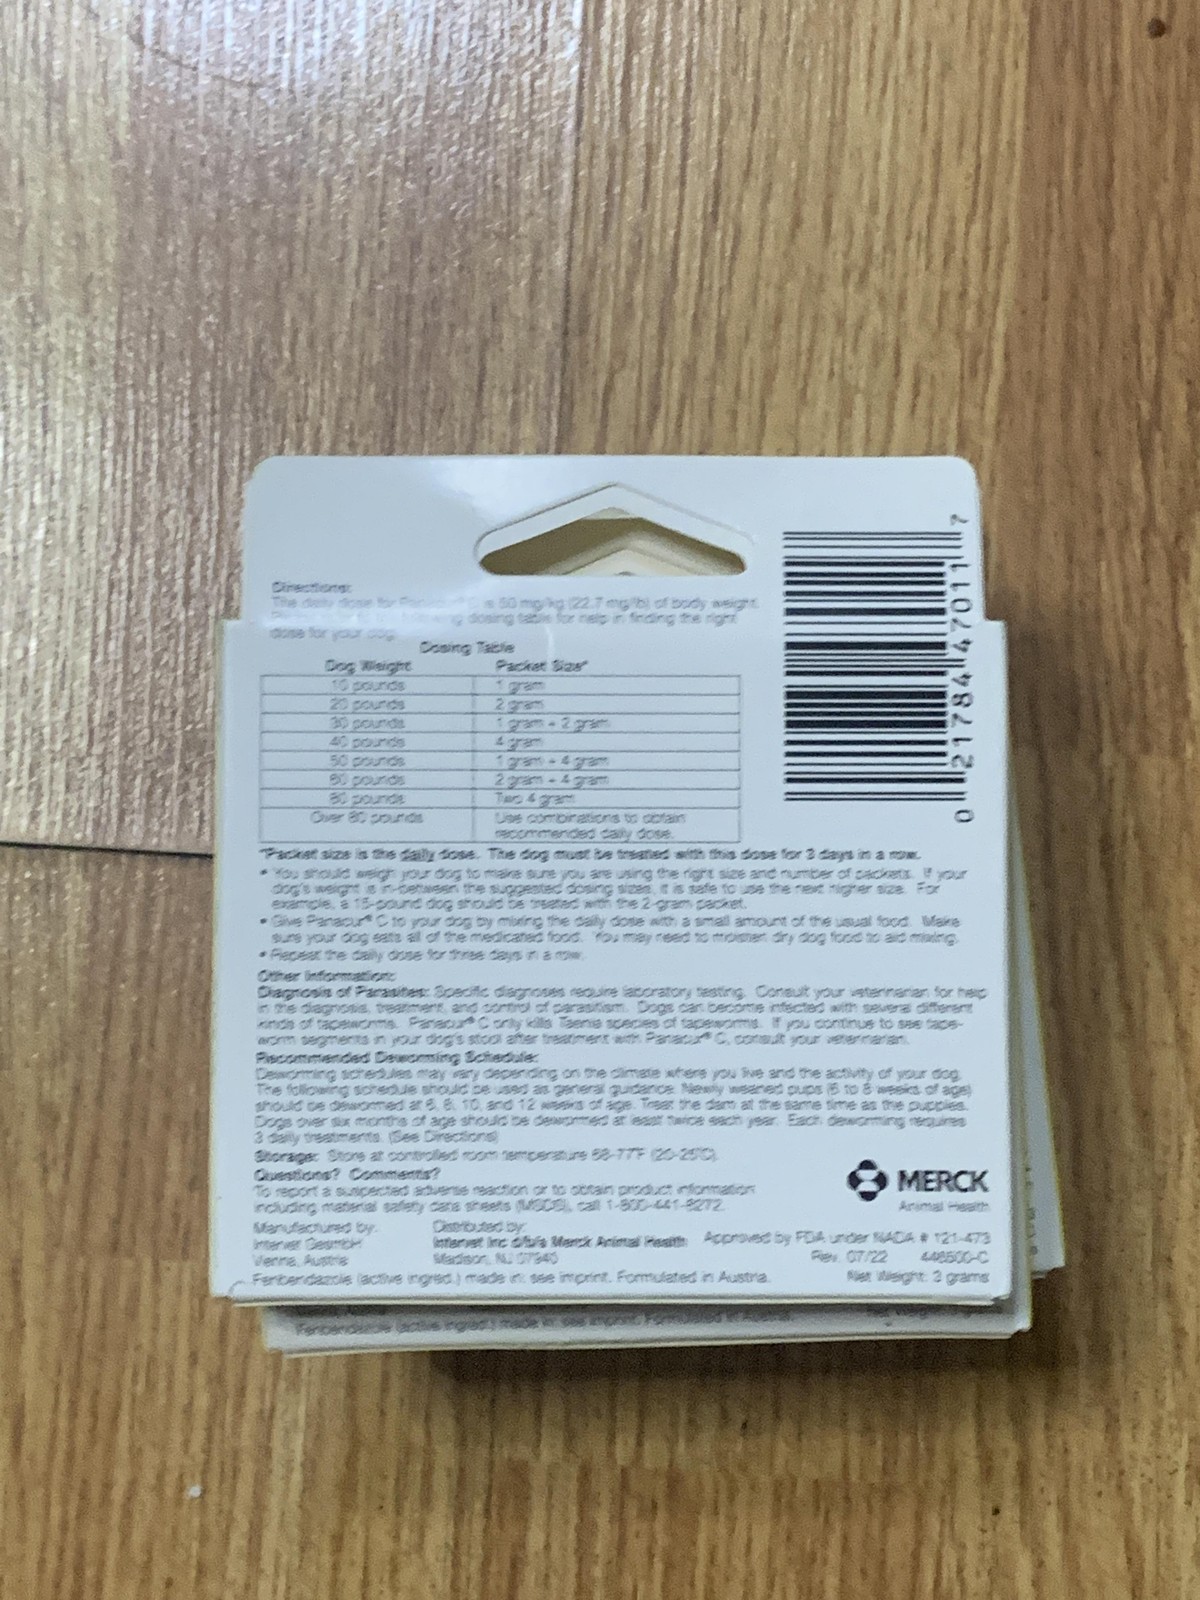 Directions:
The daily dose for Panacur® C is 50 mg/kg (22.7 mg/lb) of body weight.
dosing table for help in finding the right
dose for your dog.
Dosing Table
Dog Weight Packet Size*
10 pounds 1 gram
20 pounds 2 gram
30 pounds 1 gram + 2 gram
40 pounds 4 gram
50 pounds 1 gram + 4 gram
60 pounds 2 gram + 4 gram
80 pounds Two 4 gram
Over 80 pounds Use combinations to obtain
recommended daily dose.
*Packet size is the daily dose. The dog must be treated with this dose for 3 days in a row.
• You should weigh your dog to make sure you are using the right size and number of packets. If your
dog's weight is in-between the suggested dosing sizes, it is safe to use the next higher size. For
example, a 15-pound dog should be treated with the 2-gram packet.
• Give Panacur® C to your dog by mixing the daily dose with a small amount of the usual food. Make
sure your dog eats all of the medicated food. You may need to moisten dry dog food to aid mixing.
• Repeat the daily dose for three days in a row.
Other Information:
Diagnosis of Parasites: Specific diagnoses require laboratory testing. Consult your veterinarian for help
in the diagnosis, treatment, and control of parasitism. Dogs can become infected with several different
kinds of tapeworms. Panacur® C only kills Taenia species of tapeworms. If you continue to see tape-
worm segments in your dog's stool after treatment with Panacur® C, consult your veterinarian.
Recommended Deworming Schedule:
Deworming schedules may vary depending on the climate where you live and the activity of your dog.
The following schedule should be used as general guidance. Newly weaned pups (6 to 8 weeks of age)
should be dewormed at 6, 8, 10, and 12 weeks of age. Treat the dam at the same time as the puppies.
Dogs over six months of age should be dewormed at least twice each year. Each deworming requires
3 daily treatments. (See Directions)
Storage: Store at controlled room temperature 68-77°F (20-25°C).
Questions? Comments?
To report a suspected adverse reaction or to obtain product information
including material safety data sheets (MSDS), call 1-800-441-8272.
MERCK
Animal Health
Manufactured by:
Intervet GesmbH
Vienna, Austria
Distributed by:
Intervet Inc d/b/a Merck Animal Health
Madison, NJ 07940
Approved by FDA under NADA # 121-473
Rev. 07/22 448500-C
Fenbendazole (active ingred.) made in: see imprint. Formulated in Austria.
Net Weight: 3 grams
0 21784 47011 7
Fenbendazole (active ingred.) made in: see imprint. Formulated in Austria.